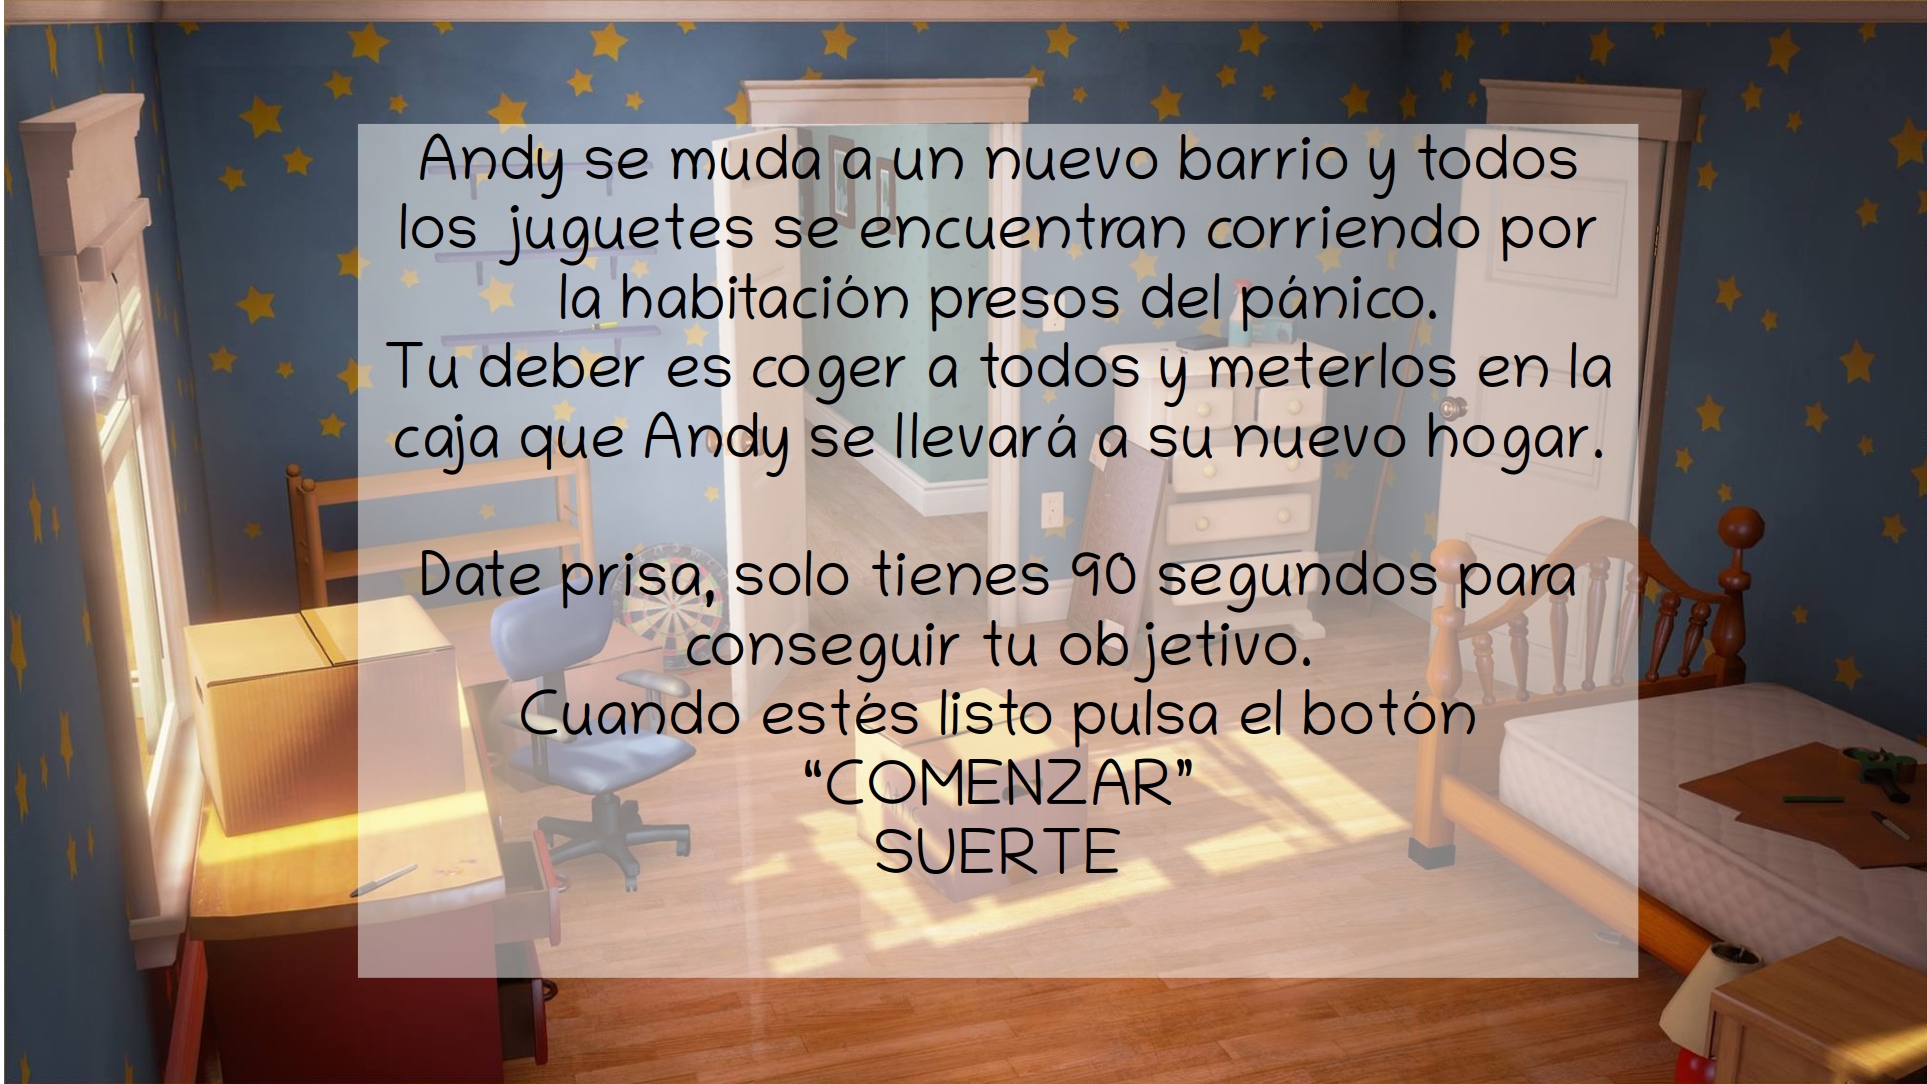 Andy se muda a un nuevo barrio y todos
los juguetes se encuentran corriendo por
la habitación presos del pánico.
Tu deber es coger a todos y meterlos en la
caja que Andy se llevará a su nuevo hogar.
Date prisa, solo tienes 90 segundos para
conseguir tu objetivo.
Cuando estés listo pulsa el botón
“COMENZAR”
SUERTE